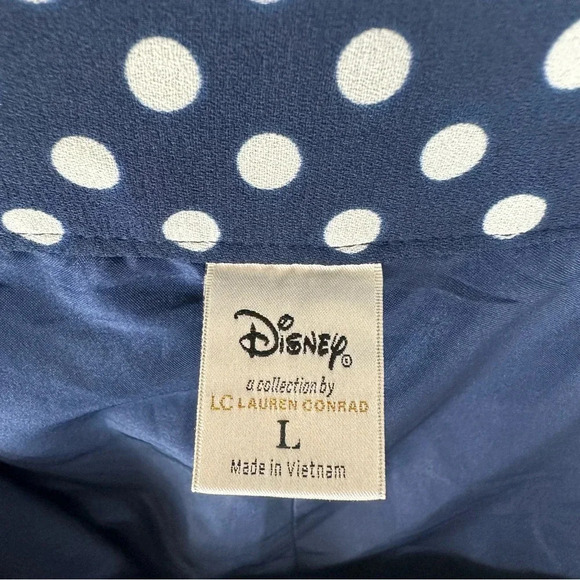 Disney©
a collection by
LC LAUREN CONRAD
L
Made in Vietnam